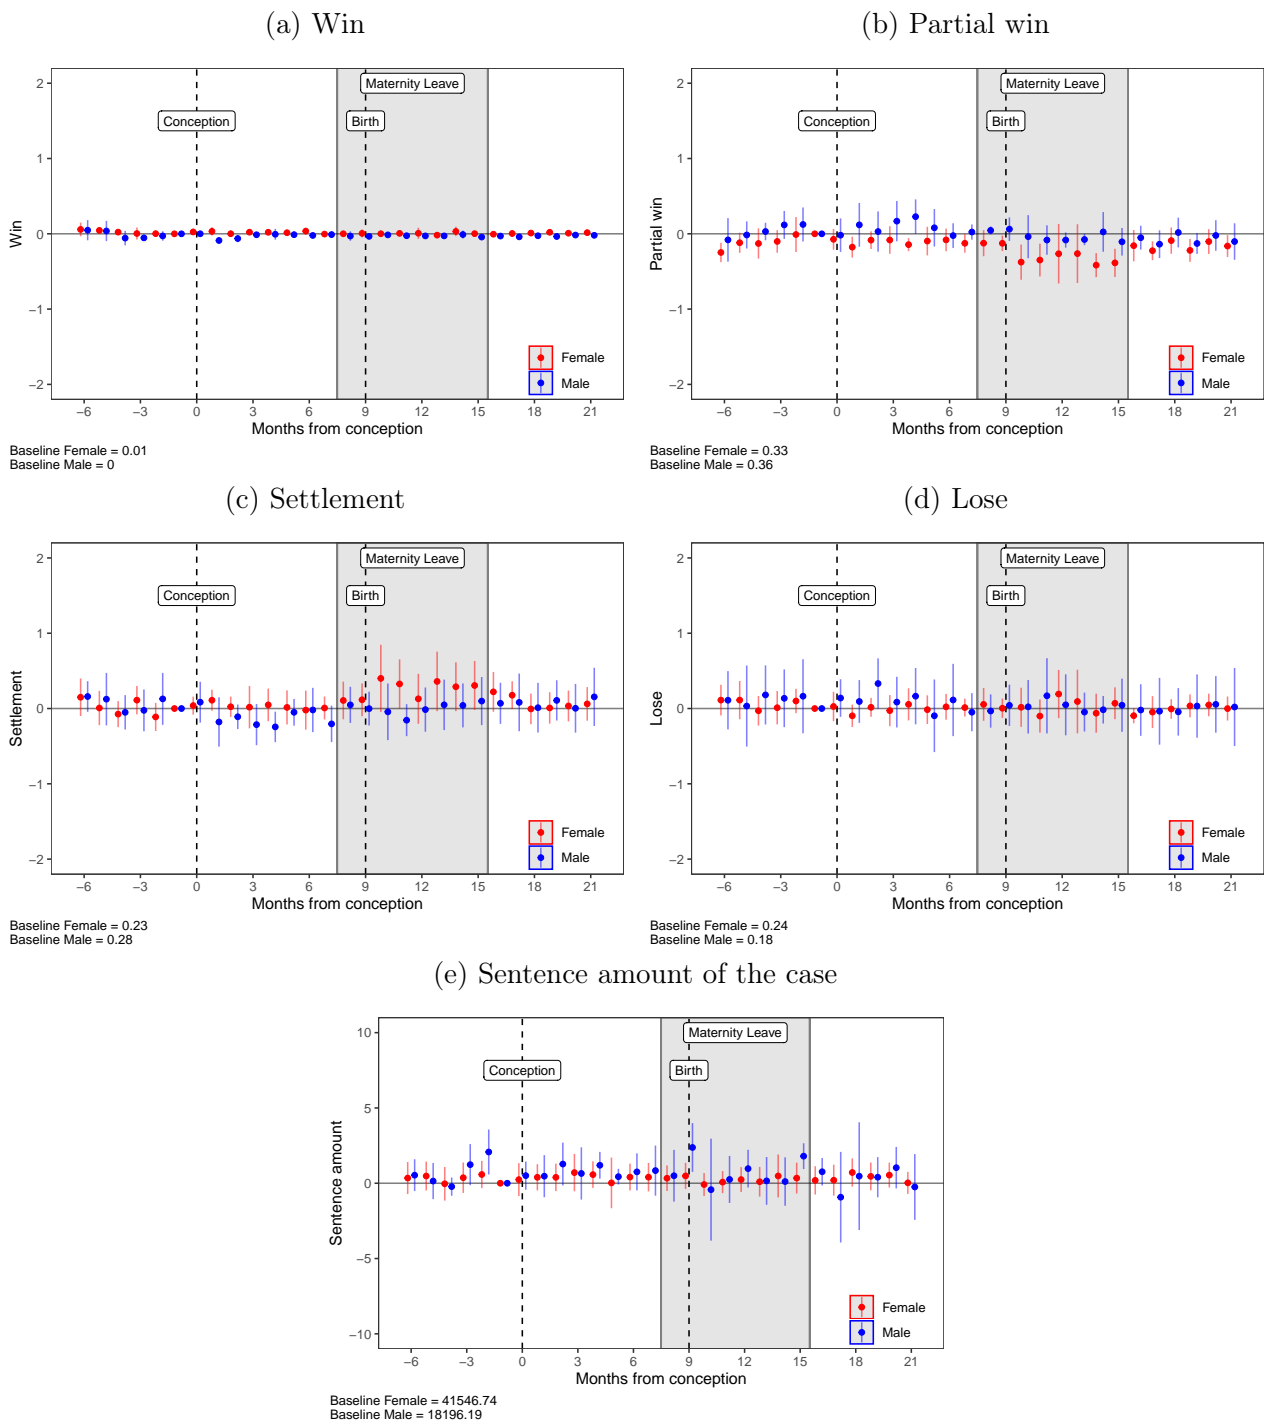 (a) Win
2
1
0
−1
−2
Win
Maternity Leave
Conception
Birth
Female
Male
−6 −3 0 3 6 9 12 15 18 21
Months from conception
Baseline Female = 0.01
Baseline Male = 0
(b) Partial win
2
1
0
−1
−2
Partial win
Maternity Leave
Conception
Birth
Female
Male
−6 −3 0 3 6 9 12 15 18 21
Months from conception
Baseline Female = 0.33
Baseline Male = 0.36
(c) Settlement
2
1
0
−1
−2
Settlement
Maternity Leave
Conception
Birth
Female
Male
−6 −3 0 3 6 9 12 15 18 21
Months from conception
Baseline Female = 0.23
Baseline Male = 0.28
(d) Lose
2
1
0
−1
−2
Lose
Maternity Leave
Conception
Birth
Female
Male
−6 −3 0 3 6 9 12 15 18 21
Months from conception
Baseline Female = 0.24
Baseline Male = 0.18
(e) Sentence amount of the case
10
5
0
−5
−10
Sentence amount
Maternity Leave
Conception
Birth
Female
Male
−6 −3 0 3 6 9 12 15 18 21
Months from conception
Baseline Female = 41546.74
Baseline Male = 18196.19